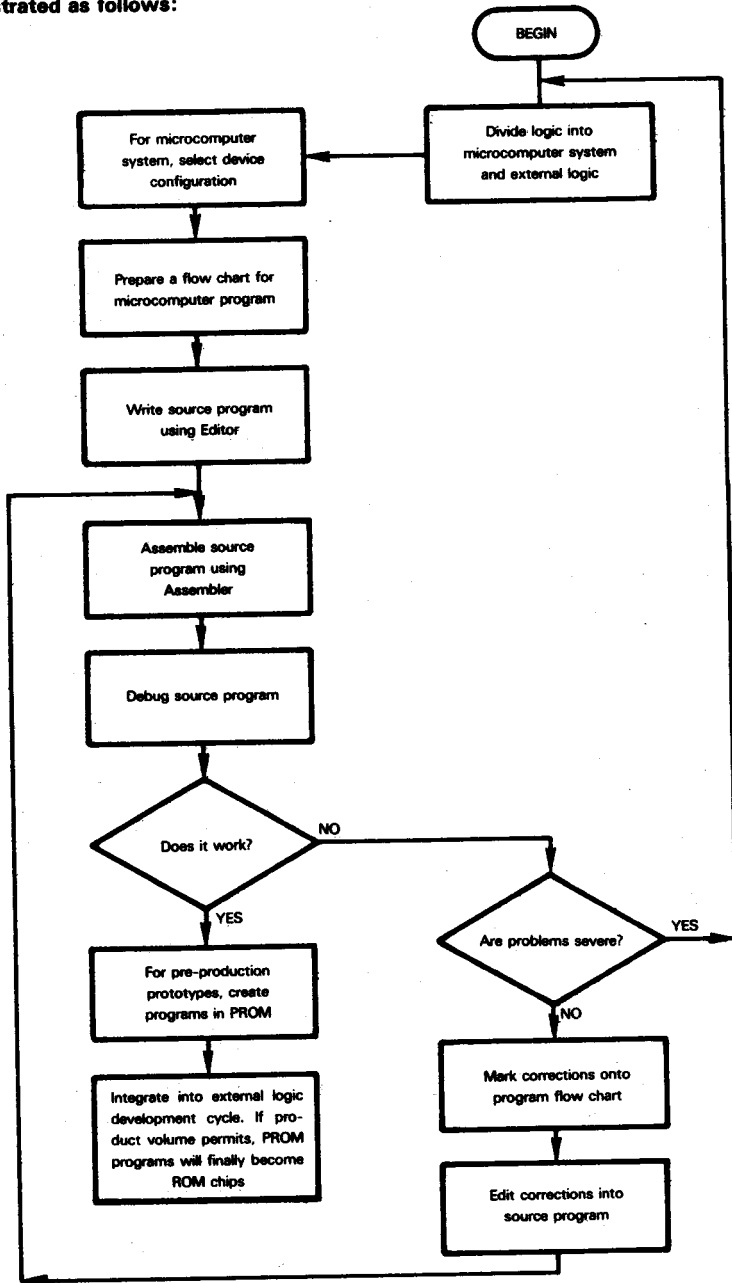 strated as follows:
BEGIN
Divide logic into
microcomputer system
and external logic
For microcomputer
system, select device
configuration
Prepare a flow chart for
microcomputer program
Write source program
using Editor
Assemble source
program using
Assembler
Debug source program
Does it work?
NO
YES
Are problems severe?
YES
NO
For pre-production
prototypes, create
programs in PROM
Integrate into external logic
development cycle. If pro-
duct volume permits, PROM
programs will finally become
ROM chips
Mark corrections onto
program flow chart
Edit corrections into
source program